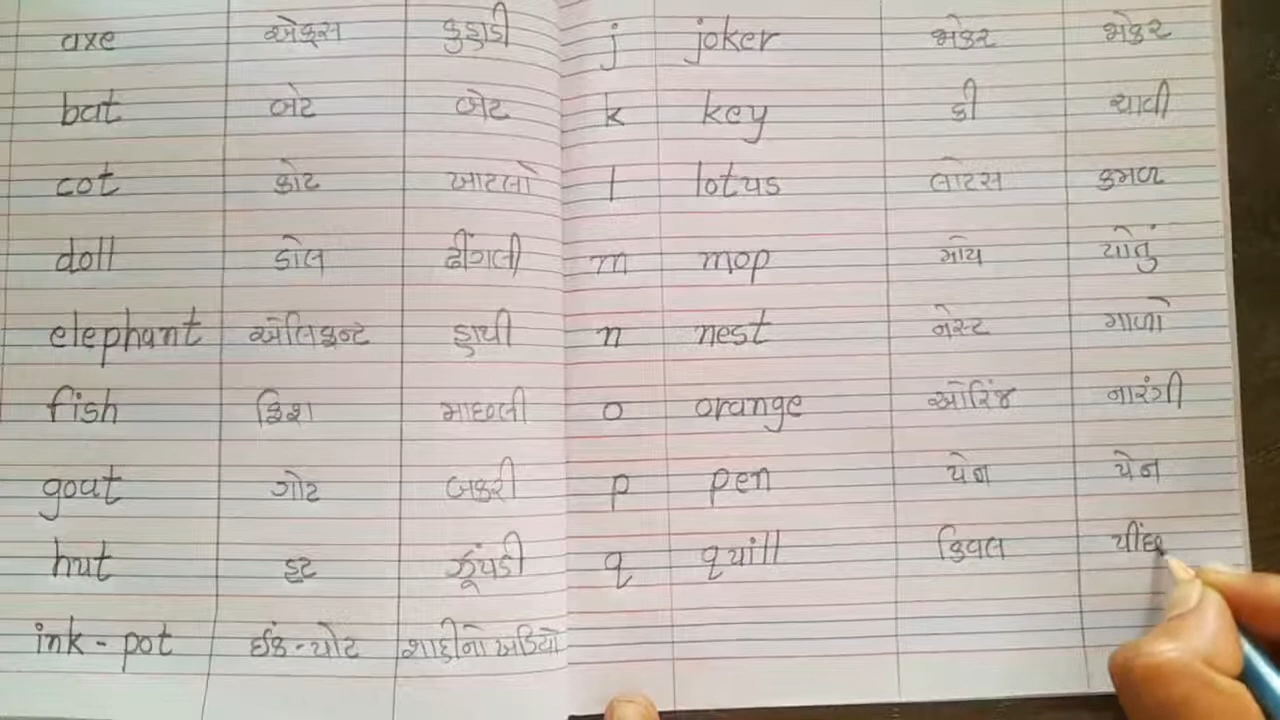 axe એક્સ કુહાડી
bat બેટ બેટ
cot કોટ ખાટલો
doll ડોલ ઢીંગલી
elephant એલિફન્ટ હાથી
fish ફિશ માછલી
goat ગોટ બકરી
hut હટ ઝૂંપડી
ink-pot ઈંક-પોટ શાહીનો ખડિયો
j joker જોકર જોકર
k key કી ચાવી
l lotus લોટસ કમળ
m mop મોપ પોતું
n nest નેસ્ટ માળો
o orange ઓરેંજ નારંગી
p pen પેન પેન
q quill ક્વિલ